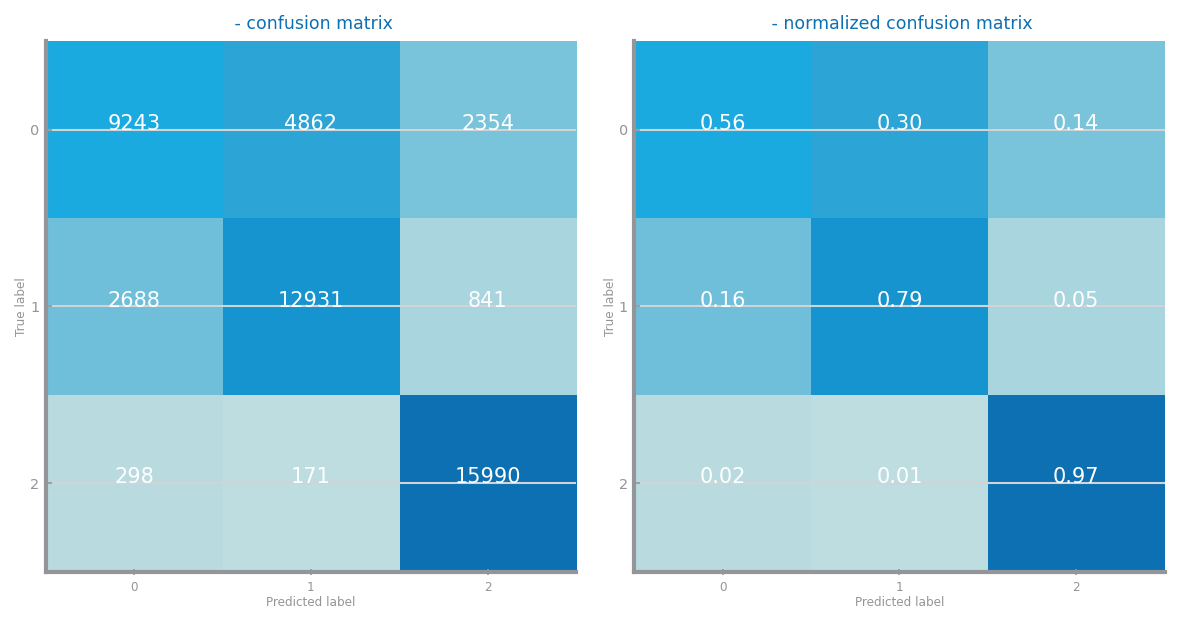 - confusion matrix
0 9243 4862 2354
1 2688 12931 841
2 298 171 15990
0 1 2
True label
Predicted label
- normalized confusion matrix
0 0.56 0.30 0.14
1 0.16 0.79 0.05
2 0.02 0.01 0.97
0 1 2
True label
Predicted label